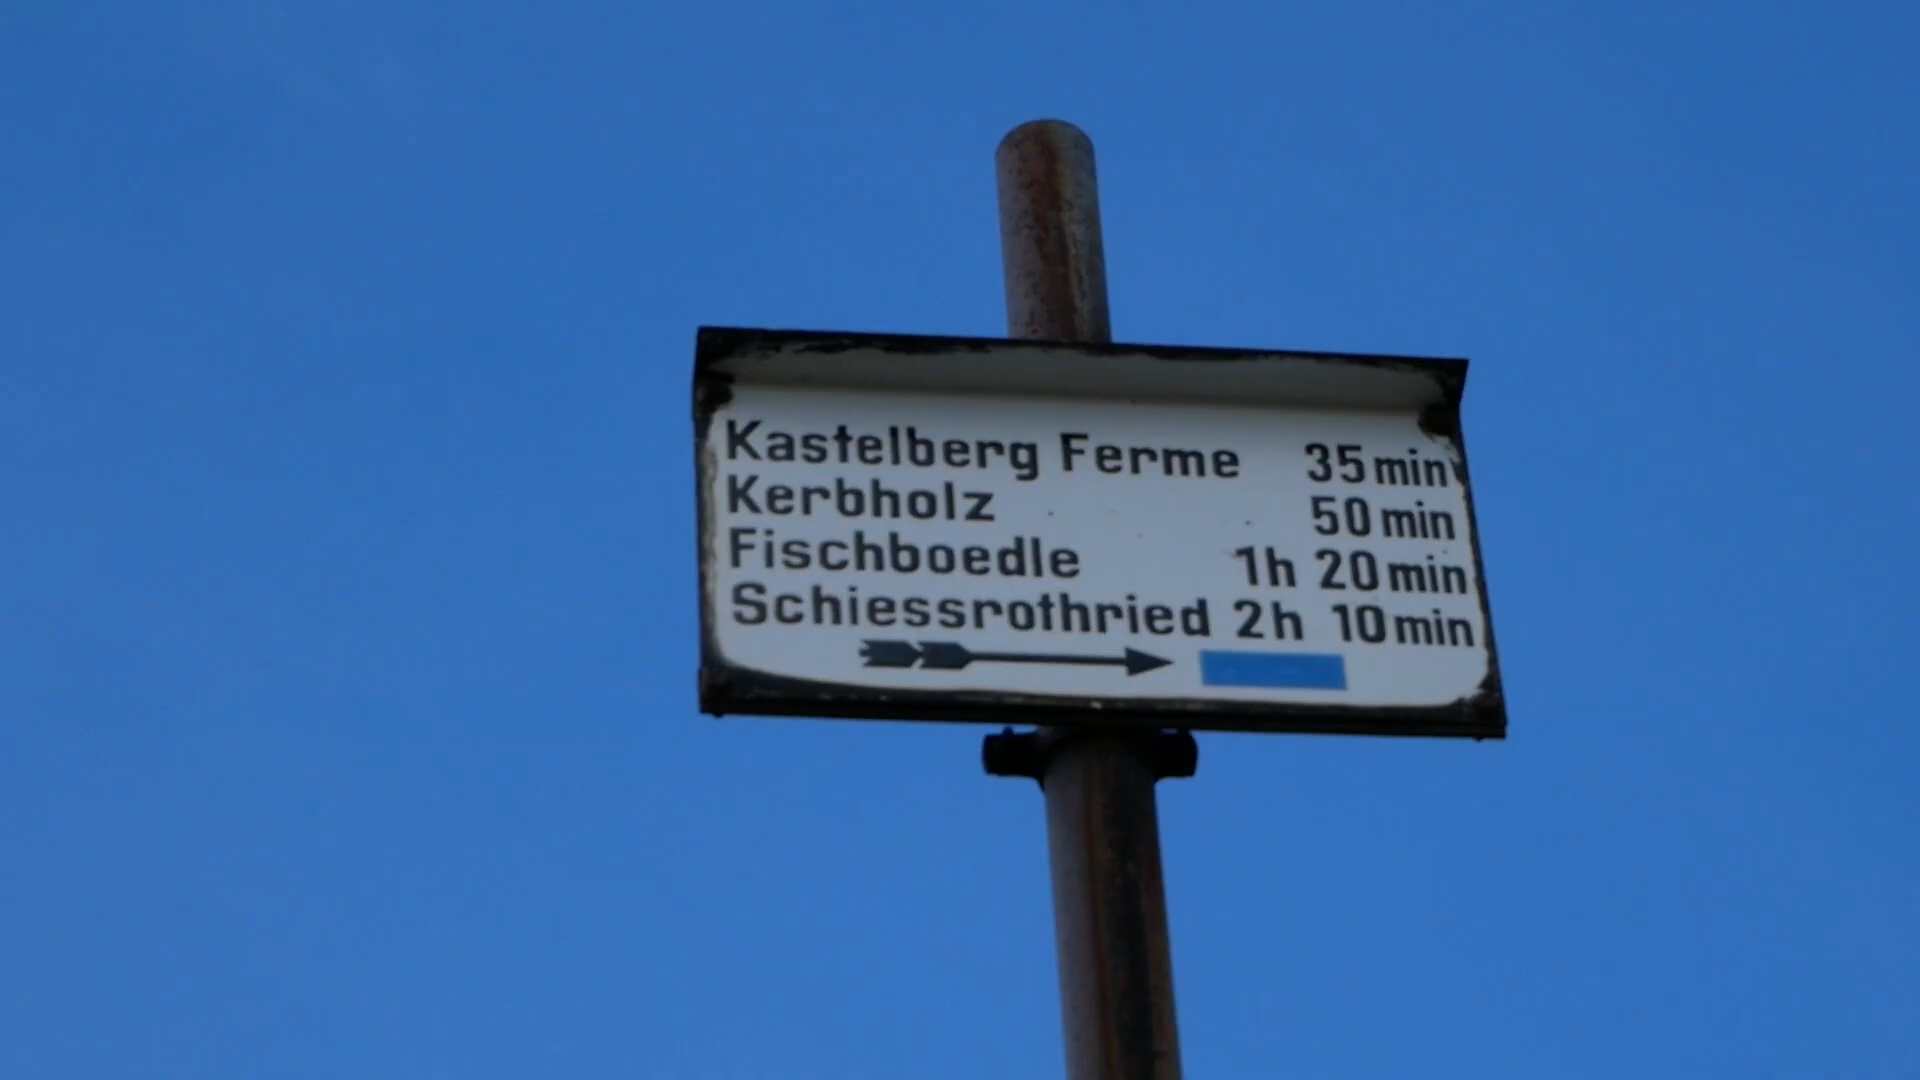 Kastelberg Ferme 35 min
Kerbholz 50 min
Fischboedle 1h 20 min
Schiessrothried 2h 10 min